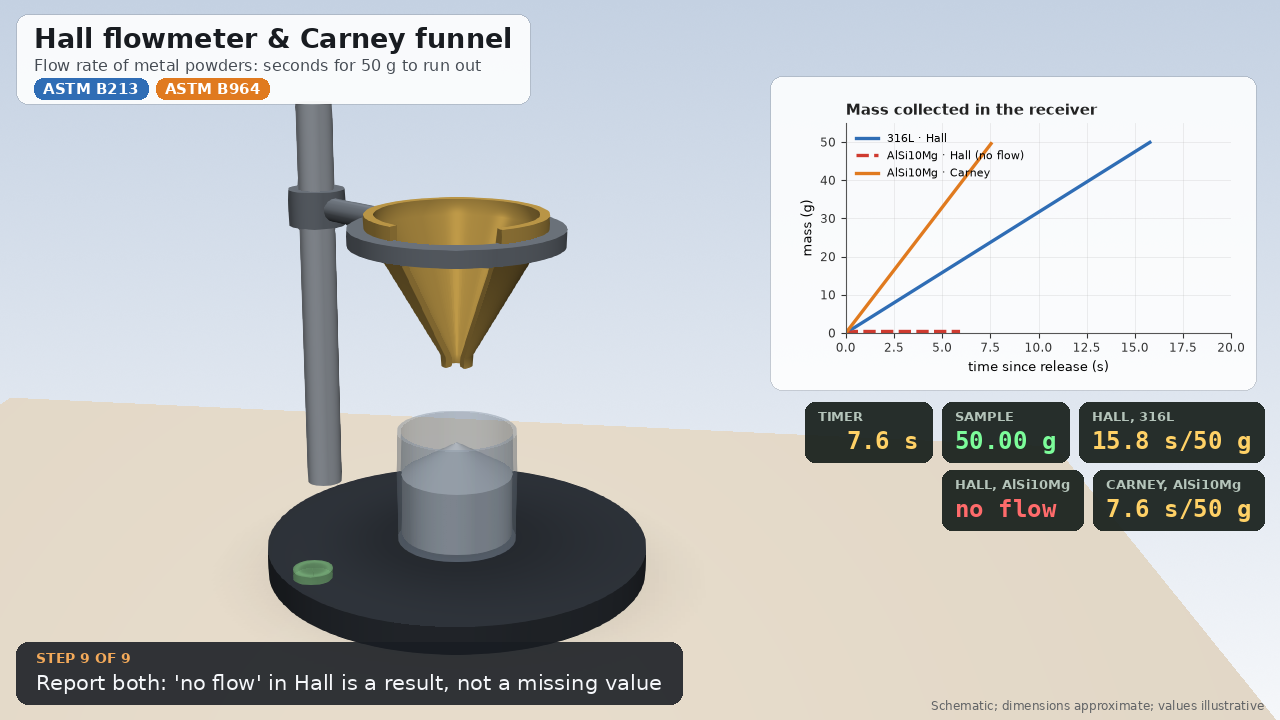 Hall flowmeter & Carney funnel
Flow rate of metal powders: seconds for 50 g to run out
ASTM B213 ASTM B964
Mass collected in the receiver
316L · Hall
AlSi10Mg · Hall (no flow)
AlSi10Mg · Carney
mass (g)
50
40
30
20
10
0
0.0 2.5 5.0 7.5 10.0 12.5 15.0 17.5 20.0
time since release (s)
TIMER
7.6 s
SAMPLE
50.00 g
HALL, 316L
15.8 s/50 g
HALL, AlSi10Mg
no flow
CARNEY, AlSi10Mg
7.6 s/50 g
STEP 9 OF 9
Report both: 'no flow' in Hall is a result, not a missing value
Schematic; dimensions approximate; values illustrative